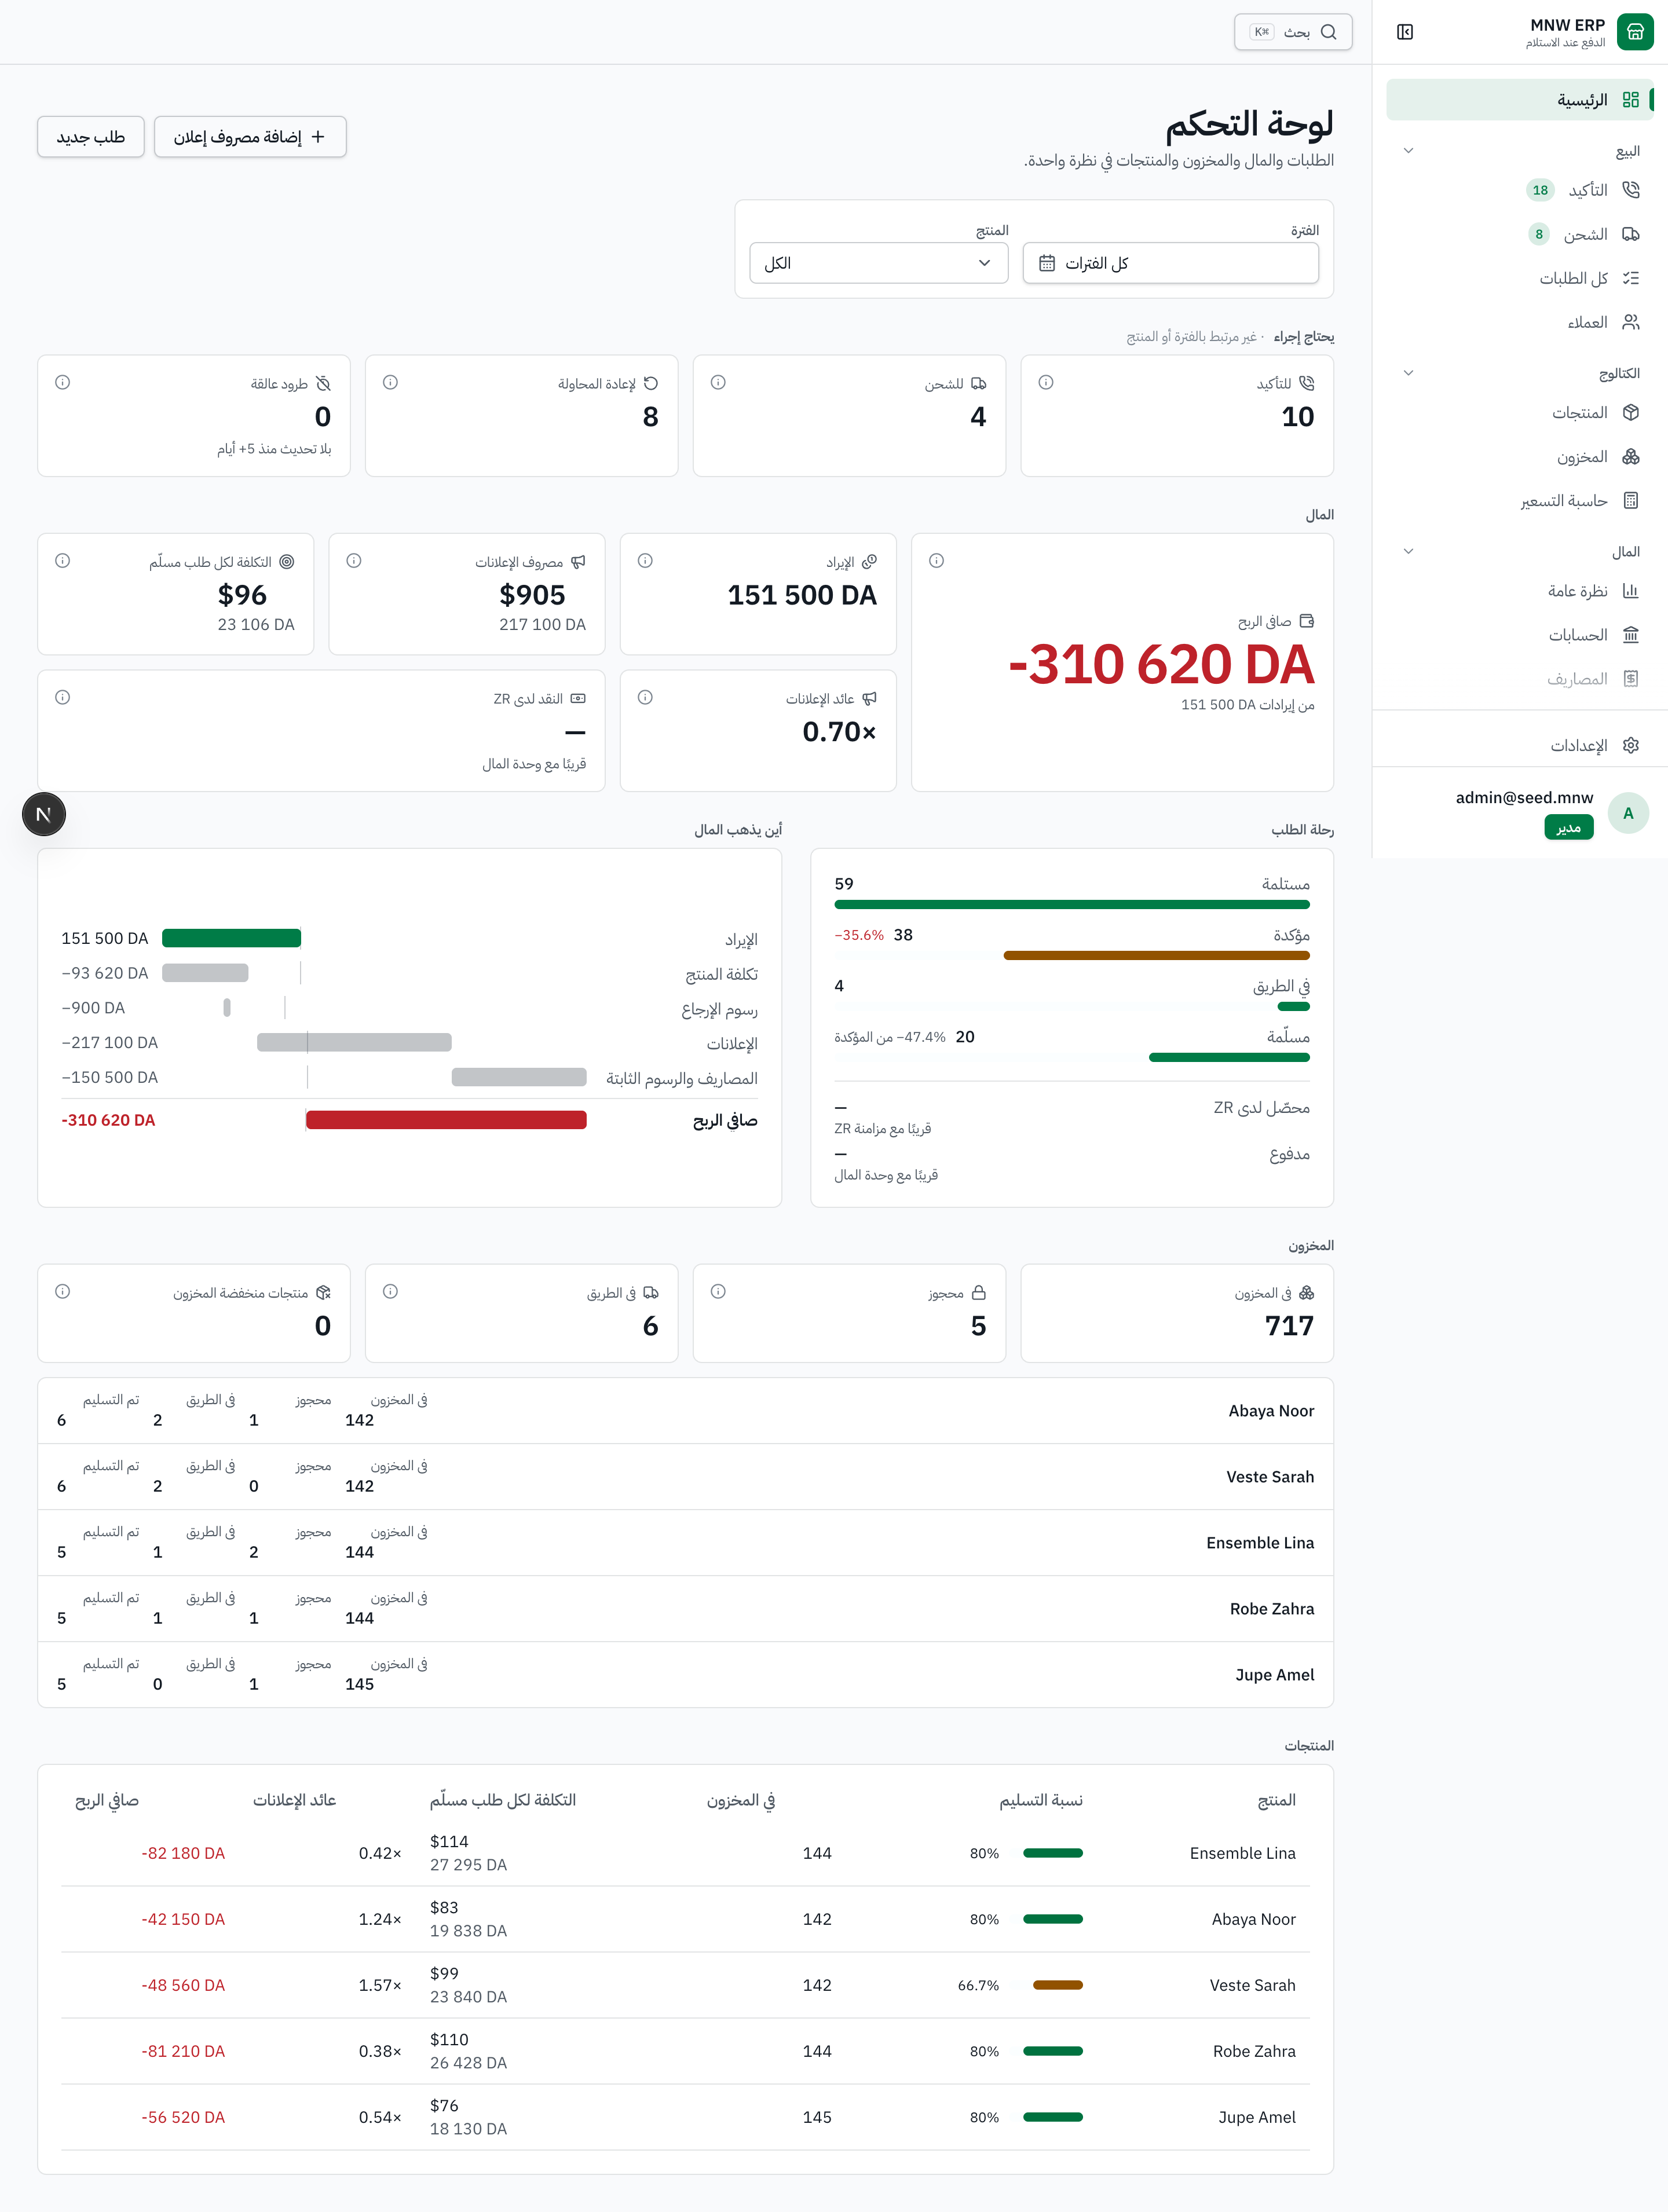 MNW ERP
الدفع عند الاستلام
بحث ⌘K
الرئيسية
البيع
التأكيد 18
الشحن 8
كل الطلبات
العملاء
الكتالوج
المنتجات
المخزون
حاسبة التسعير
المال
نظرة عامة
الحسابات
المصاريف
الإعدادات
A
admin@seed.mnw
مدير
لوحة التحكم
الطلبات والمال والمخزون والمنتجات في نظرة واحدة.
إضافة مصروف إعلان
طلب جديد
الفترة
كل الفترات
المنتج
الكل
يحتاج إجراء · غير مرتبط بالفترة أو المنتج
للتأكيد
10
للشحن
4
لإعادة المحاولة
8
طرود عالقة
0
بلا تحديث منذ 5+ أيام
المال
صافي الربح
-310 620 DA
من إيرادات 151 500 DA
الإيراد
151 500 DA
مصروف الإعلانات
$905
217 100 DA
التكلفة لكل طلب مسلّم
$96
23 106 DA
عائد الإعلانات
0.70×
النقد لدى ZR
—
قريبًا مع وحدة المال
N
رحلة الطلب
مستلمة 59
مؤكدة 38 −35.6%
في الطريق 4
مسلّمة 20 −47.4% من المؤكدة
محصّل لدى ZR —
قريبًا مع مزامنة ZR
مدفوع —
قريبًا مع وحدة المال
أين يذهب المال
الإيراد 151 500 DA
تكلفة المنتج −93 620 DA
رسوم الإرجاع −900 DA
الإعلانات −217 100 DA
المصاريف والرسوم الثابتة −150 500 DA
صافي الربح -310 620 DA
المخزون
في المخزون
717
محجوز
5
في الطريق
6
منتجات منخفضة المخزون
0
Abaya Noor
في المخزون محجوز في الطريق تم التسليم
142 1 2 6
Veste Sarah
في المخزون محجوز في الطريق تم التسليم
142 0 2 6
Ensemble Lina
في المخزون محجوز في الطريق تم التسليم
144 2 1 5
Robe Zahra
في المخزون محجوز في الطريق تم التسليم
144 1 1 5
Jupe Amel
في المخزون محجوز في الطريق تم التسليم
145 1 0 5
المنتجات
المنتج نسبة التسليم في المخزون التكلفة لكل طلب مسلّم عائد الإعلانات صافي الربح
Ensemble Lina 80% 144 $114 0.42× -82 180 DA
27 295 DA
Abaya Noor 80% 142 $83 1.24× -42 150 DA
19 838 DA
Veste Sarah 66.7% 142 $99 1.57× -48 560 DA
23 840 DA
Robe Zahra 80% 144 $110 0.38× -81 210 DA
26 428 DA
Jupe Amel 80% 145 $76 0.54× -56 520 DA
18 130 DA